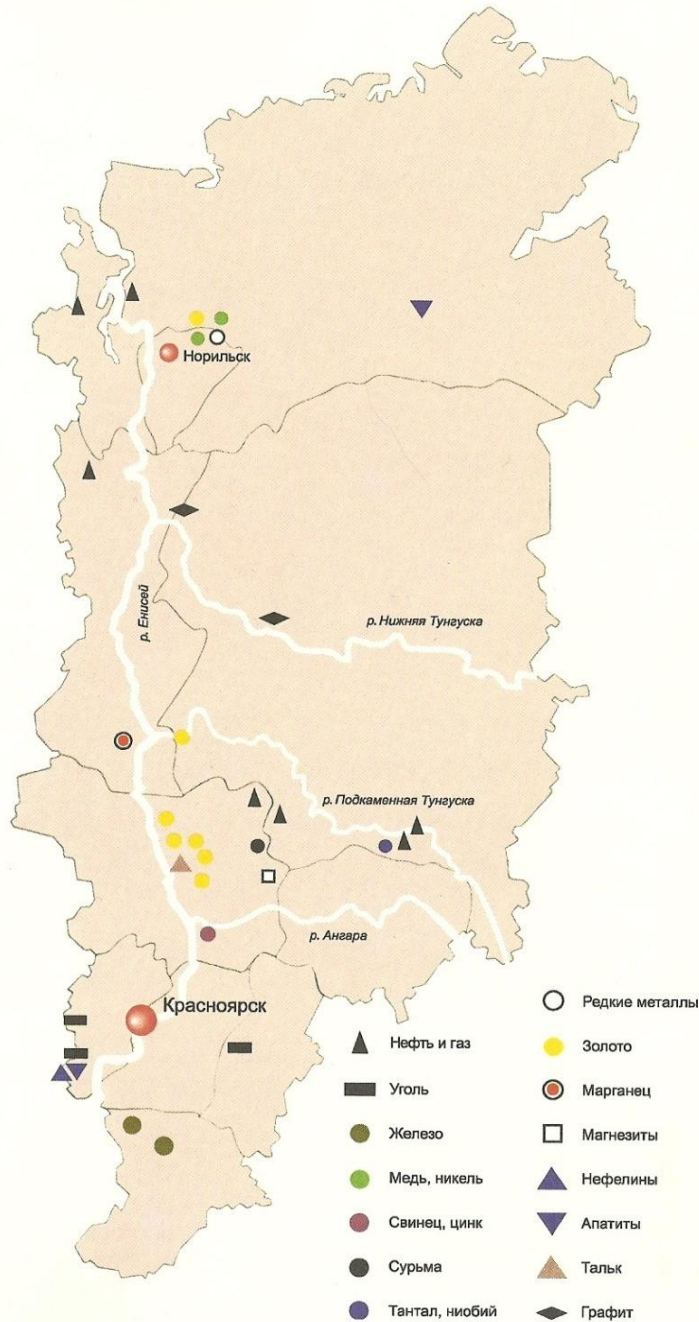 Норильск
р. Енисей
р. Нижняя Тунгуска
р. Подкаменная Тунгуска
р. Ангара
Красноярск
Нефть и газ
Уголь
Железо
Медь, никель
Свинец, цинк
Сурьма
Тантал, ниобий
Редкие металлы
Золото
Марганец
Магнезиты
Нефелины
Апатиты
Тальк
Графит